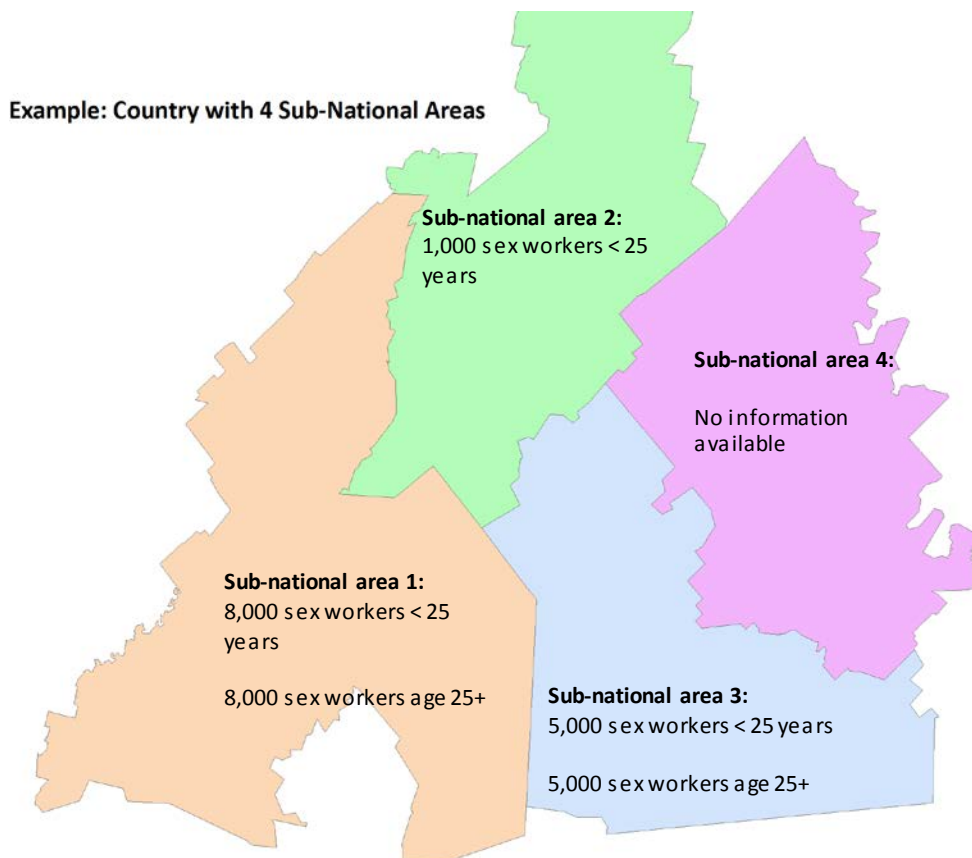 Example: Country with 4 Sub-National Areas
Sub-national area 2:
1,000 sex workers < 25
years
Sub-national area 4:
No information
available
Sub-national area 1:
8,000 sex workers < 25
years
8,000 sex workers age 25+
Sub-national area 3:
5,000 sex workers < 25 years
5,000 sex workers age 25+